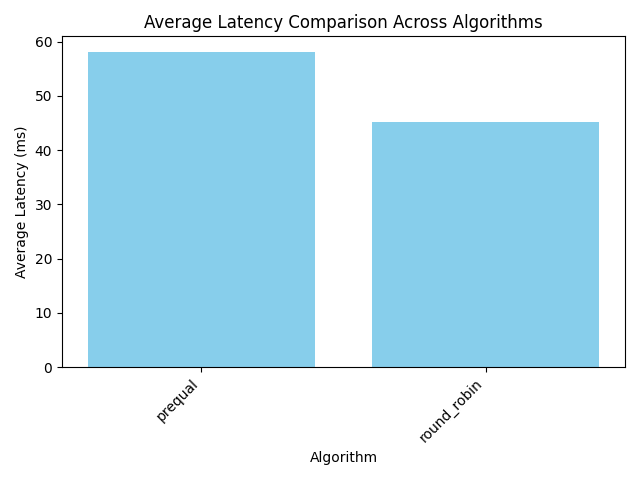 Average Latency Comparison Across Algorithms
60
50
40
30
20
10
0
Average Latency (ms)
prequal
round_robin
Algorithm